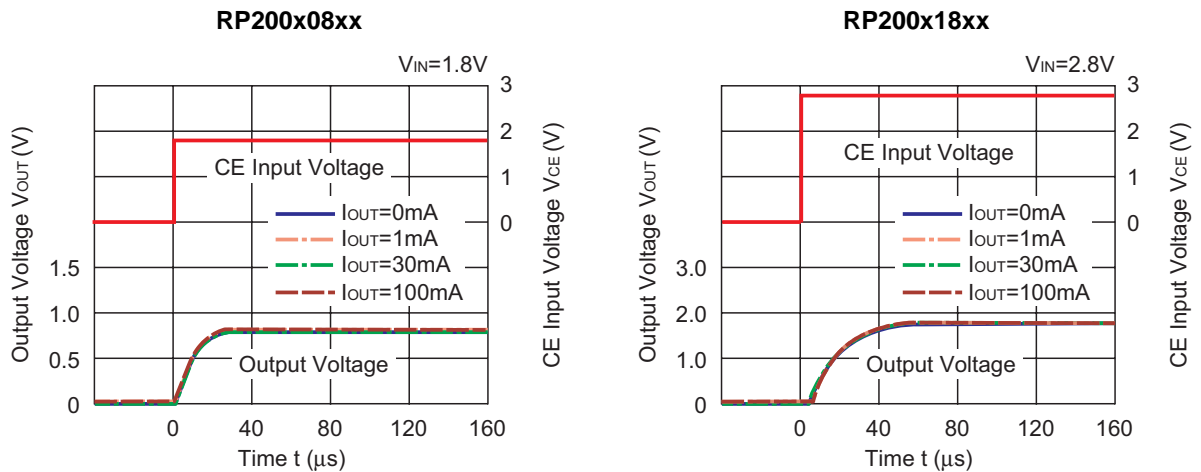 RP200x08xx
VIN=1.8V
3
2
1
0
CE Input Voltage
IOUT=0mA
IOUT=1mA
IOUT=30mA
IOUT=100mA
1.5
1.0
0.5
0
Output Voltage
0
40
80
120
160
Time t (μs)
Output Voltage VOUT (V)
CE Input Voltage VCE (V)
RP200x18xx
VIN=2.8V
3
2
1
0
CE Input Voltage
IOUT=0mA
IOUT=1mA
IOUT=30mA
IOUT=100mA
3.0
2.0
1.0
0
Output Voltage
0
40
80
120
160
Time t (μs)
Output Voltage VOUT (V)
CE Input Voltage VCE (V)